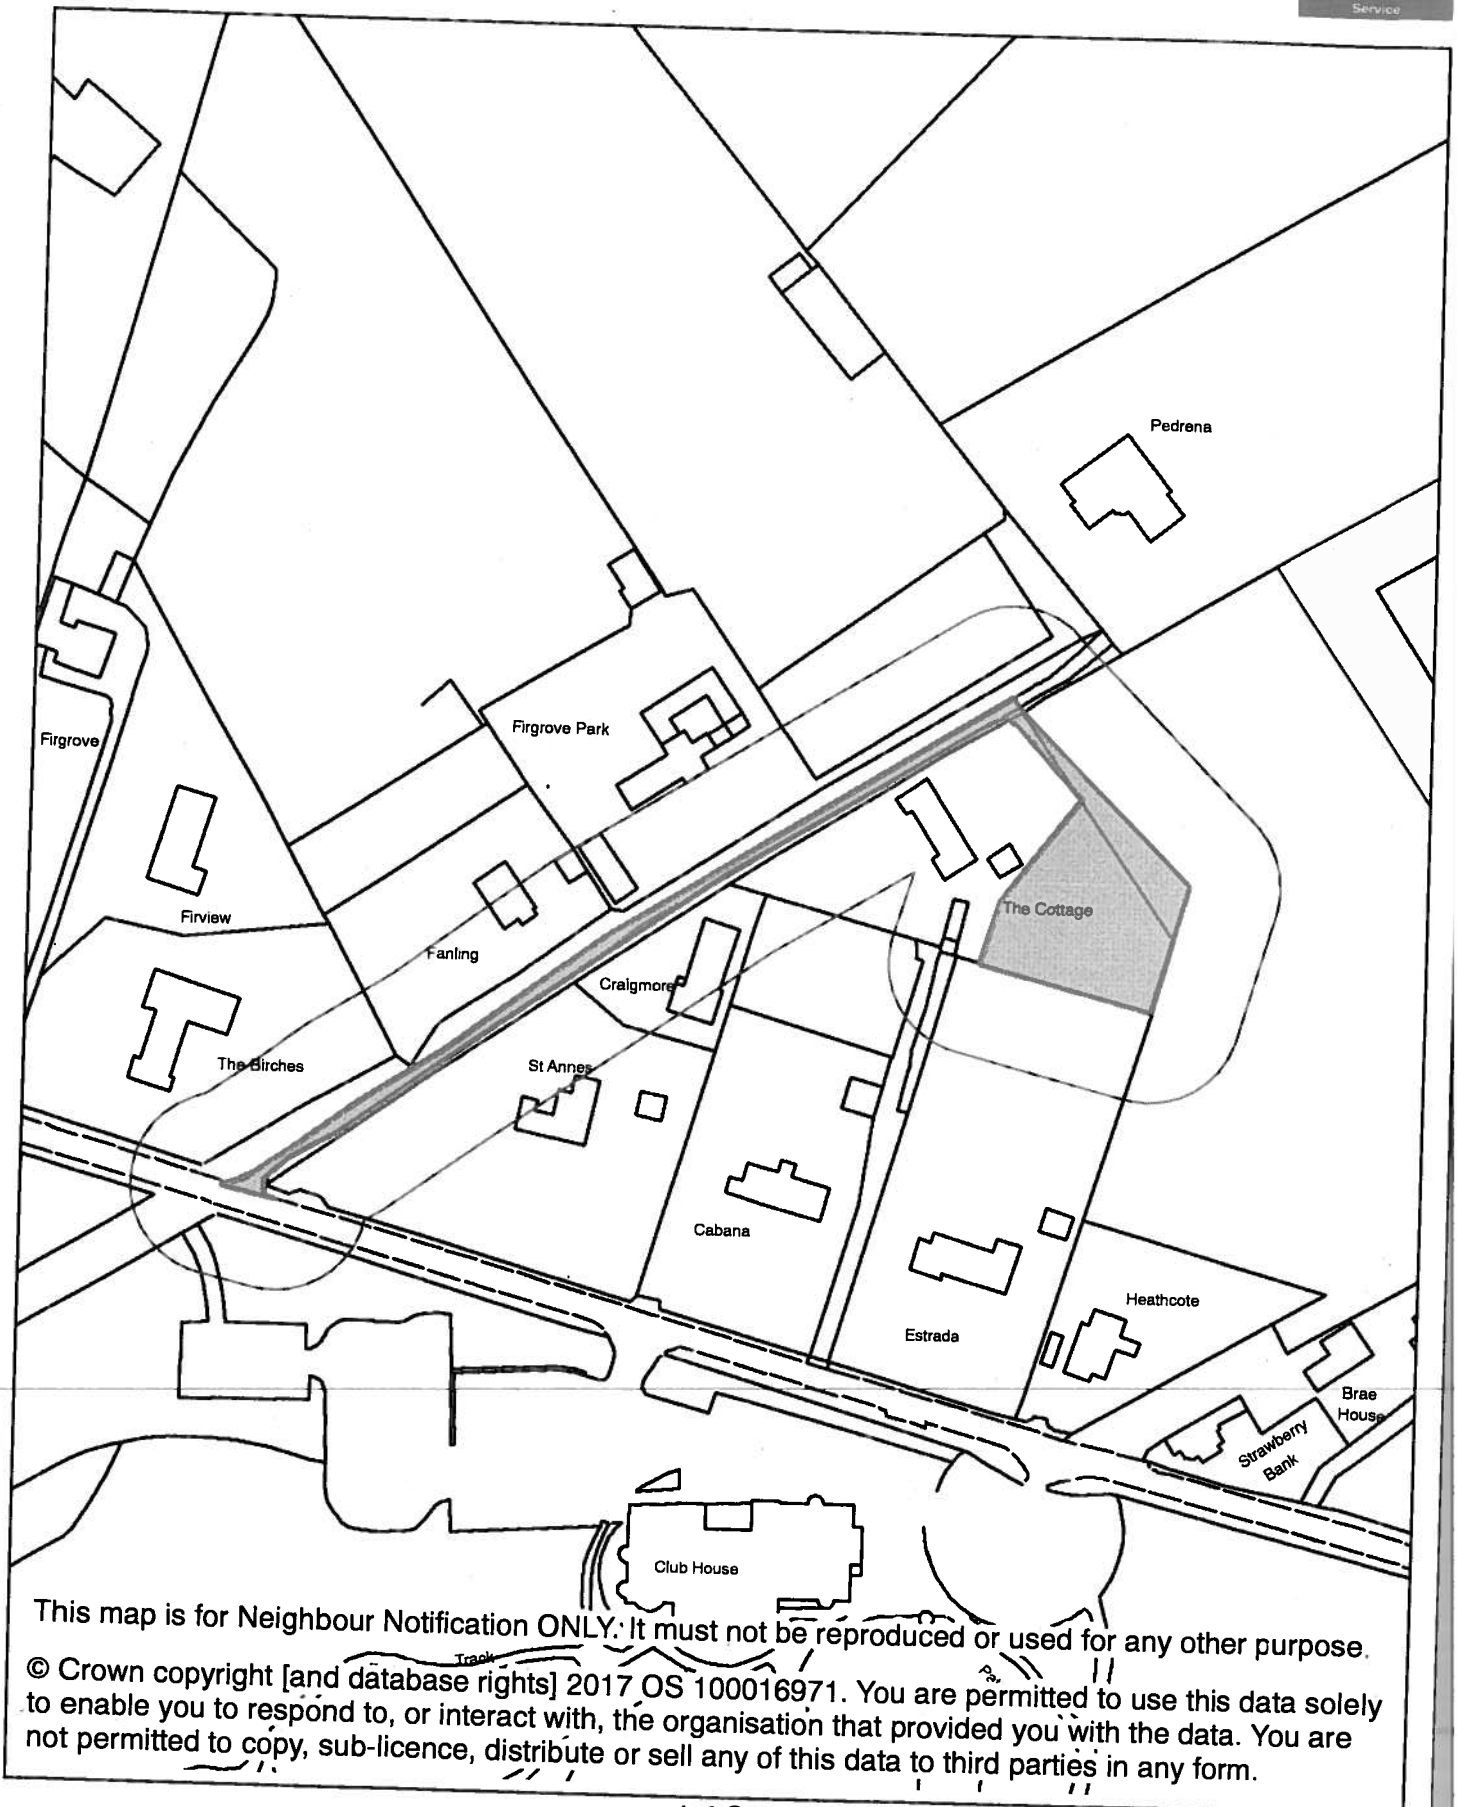 Service
Pedrena
Firgrove Park
Firgrove
Firview
The Cottage
Fanling
Craigmore
The Birches
St Annes
Cabana
Heathcote
Estrada
Brae
House
Strawberry
Bank
Club House
This map is for Neighbour Notification ONLY. It must not be reproduced or used for any other purpose.
Track
© Crown copyright [and database rights] 2017 OS 100016971. You are permitted to use this data solely
to enable you to respond to, or interact with, the organisation that provided you with the data. You are
not permitted to copy, sub-licence, distribute or sell any of this data to third parties in any form.